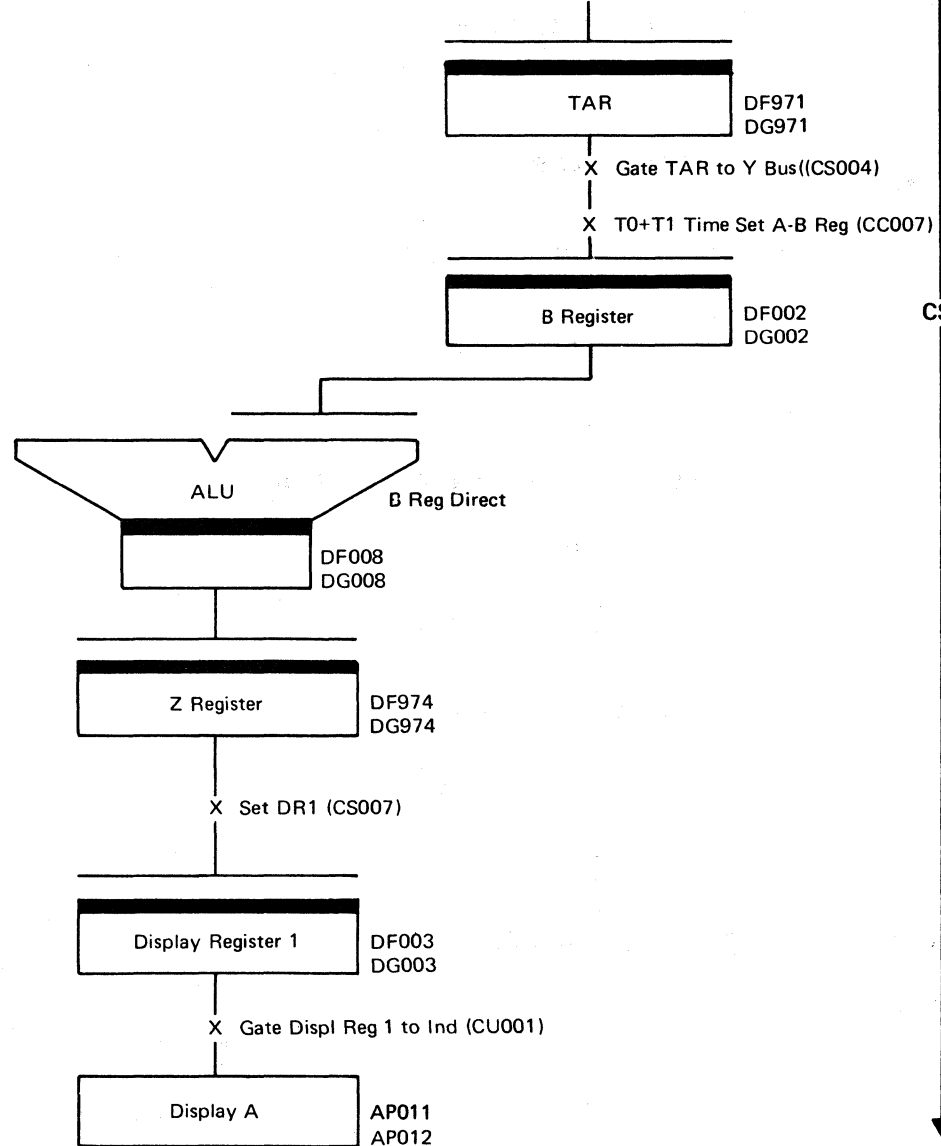 TAR
DF971
DG971
X Gate TAR to Y Bus((CS004)
X T0+T1 Time Set A-B Reg (CC007)
B Register
DF002
DG002
ALU
B Reg Direct
DF008
DG008
Z Register
DF974
DG974
X Set DR1 (CS007)
Display Register 1
DF003
DG003
X Gate Displ Reg 1 to Ind (CU001)
Display A
AP011
AP012